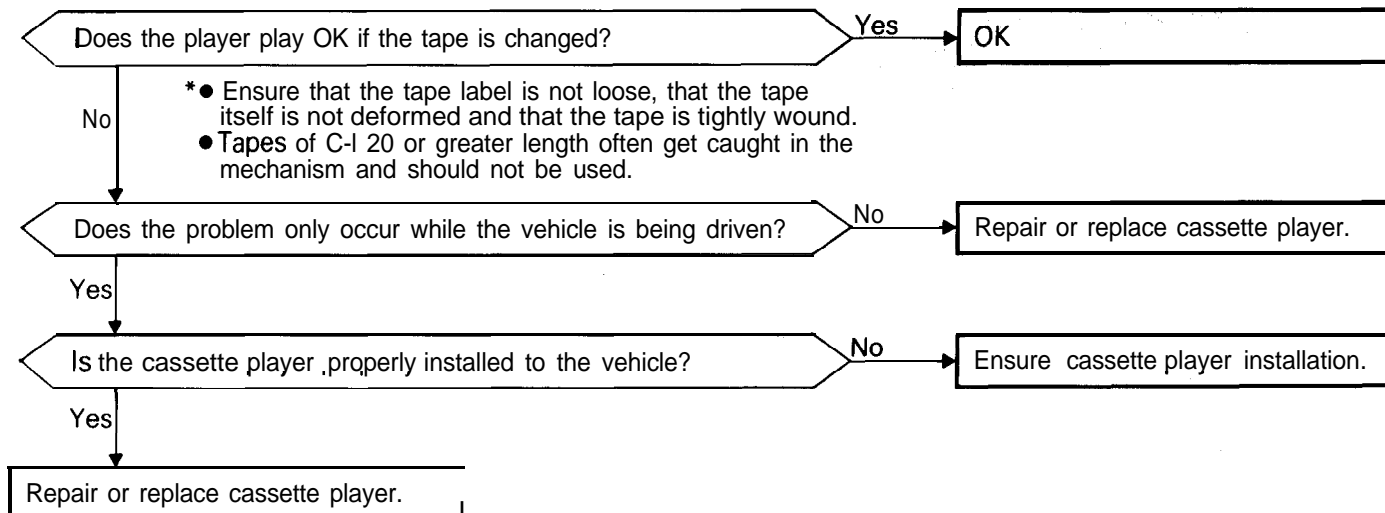 Does the player play OK if the tape is changed?
Yes
OK
No
*● Ensure that the tape label is not loose, that the tape
itself is not deformed and that the tape is tightly wound.
● Tapes of C-I 20 or greater length often get caught in the
mechanism and should not be used.
Does the problem only occur while the vehicle is being driven?
No
Repair or replace cassette player.
Yes
Is the cassette player properly installed to the vehicle?
No
Ensure cassette player installation.
Yes
Repair or replace cassette player.